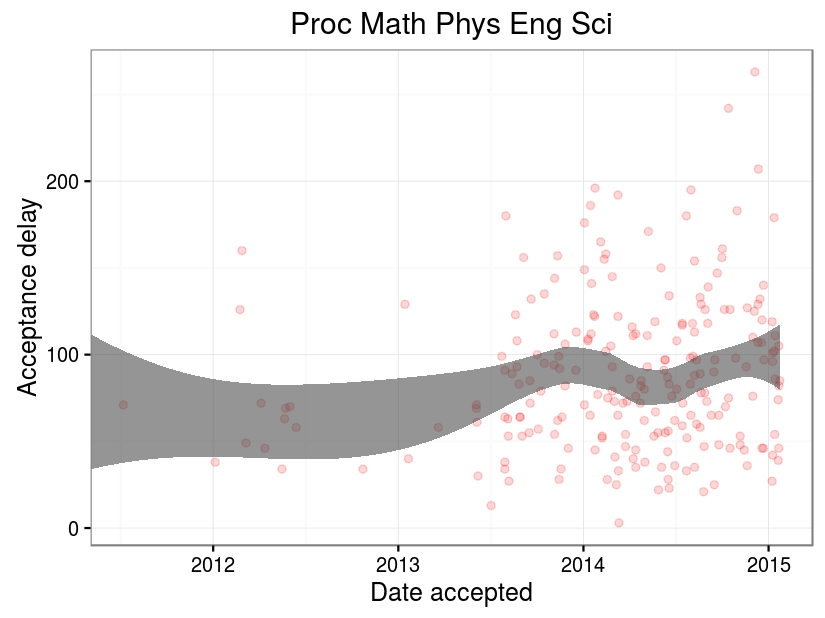 Proc Math Phys Eng Sci
Acceptance delay
200
100
0
2012 2013 2014 2015
Date accepted